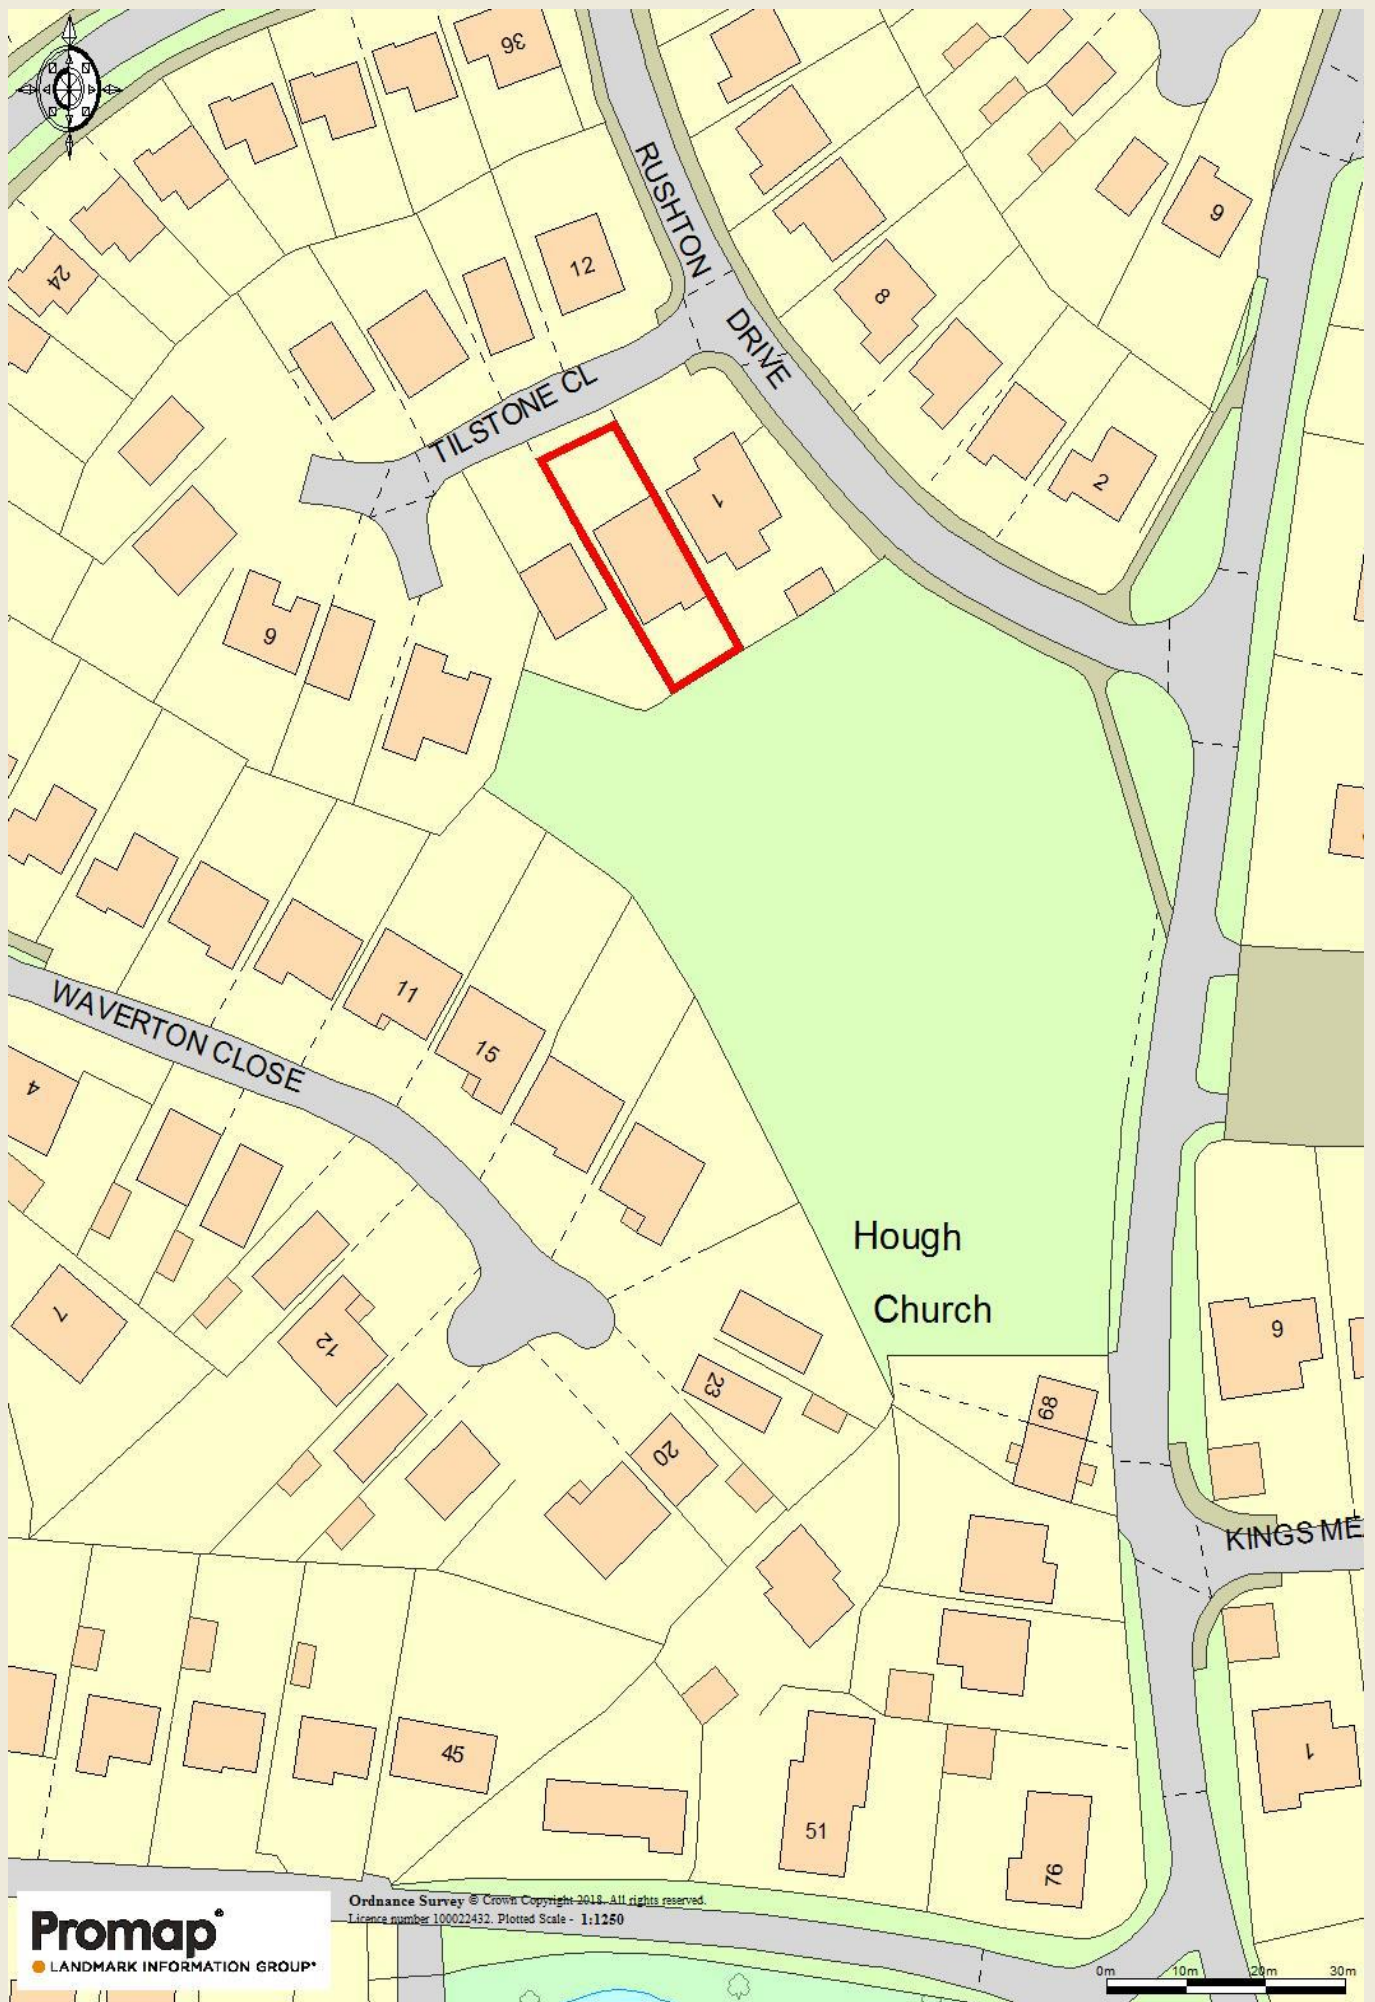 36
RUSHTON
DRIVE
9
24
12
8
TILSTONE CL
2
1
9
11
15
WAVERTON CLOSE
4
7
12
Hough
Church
23
20
68
9
KINGS ME
45
51
76
1
Promap®
LANDMARK INFORMATION GROUP
Ordnance Survey © Crown Copyright 2018. All rights reserved.
Licence number 100022432. Plotted Scale - 1:1250
0m 10m 20m 30m